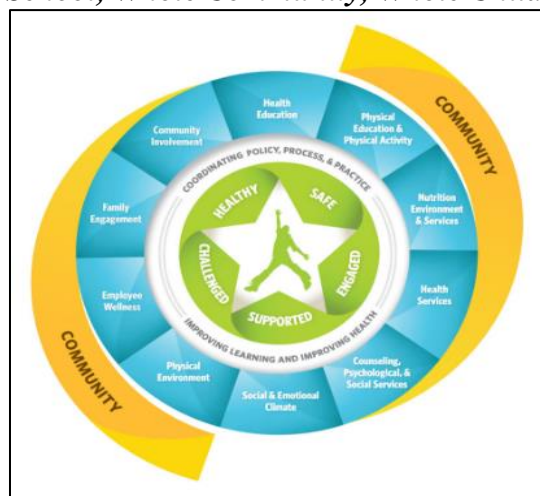 School, Whole Community, Whole Child
COMMUNITY
Health
Education
Physical
Education &
Physical Activity
Nutrition
Environment
& Services
Health
Services
Counseling,
Psychological, &
Social Services
Social & Emotional
Climate
Physical
Environment
Employee
Wellness
Family
Engagement
Community
Involvement
COORDINATING POLICY, PROCESS, & PRACTICE
HEALTHY
SAFE
ENGAGED
SUPPORTED
CHALLENGED
IMPROVING LEARNING AND IMPROVING HEALTH
COMMUNITY